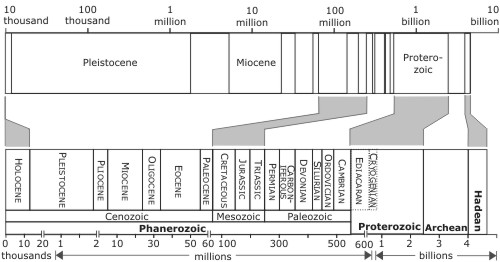 10 100 1 10 100 1 10
thousand thousand million million million billion billion
Pleistocene Miocene Protero-
zoic
HOLOCENE PLEISTOCENE PLIOCENE MIOCENE OLIGOCENE EOCENE PALEOCENE CRETACEOUS JURASSIC TRIASSIC PERMIAN CARBON-
IFEROUS DEVONIAN SILURIAN ORDOVICIAN CAMBRIAN EDIACARAN CRYOGENIAN
Cenozoic Mesozoic Paleozoic
Phanerozoic Proterozoic Archean Hadean
0 10 20 1 2 10 30 50 60 100 300 500 600 1 2 3 4
thousands millions billions